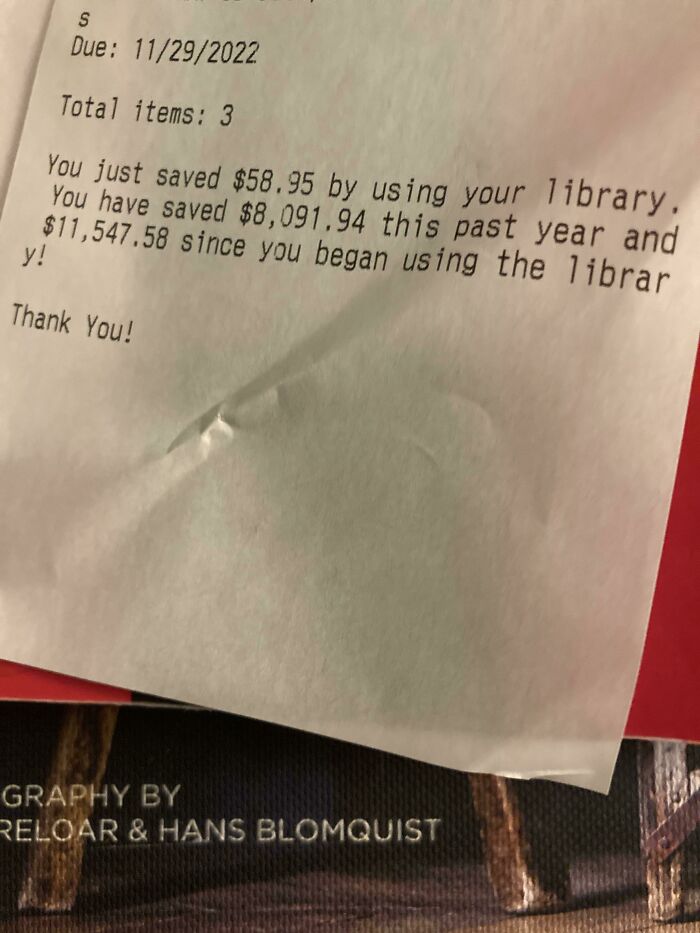 s
Due: 11/29/2022
Total items: 3
You just saved $58.95 by using your library.
You have saved $8,091.94 this past year and
$11,547.58 since you began using the librar
y!
Thank You!
GRAPHY BY
RELOAR & HANS BLOMQUIST